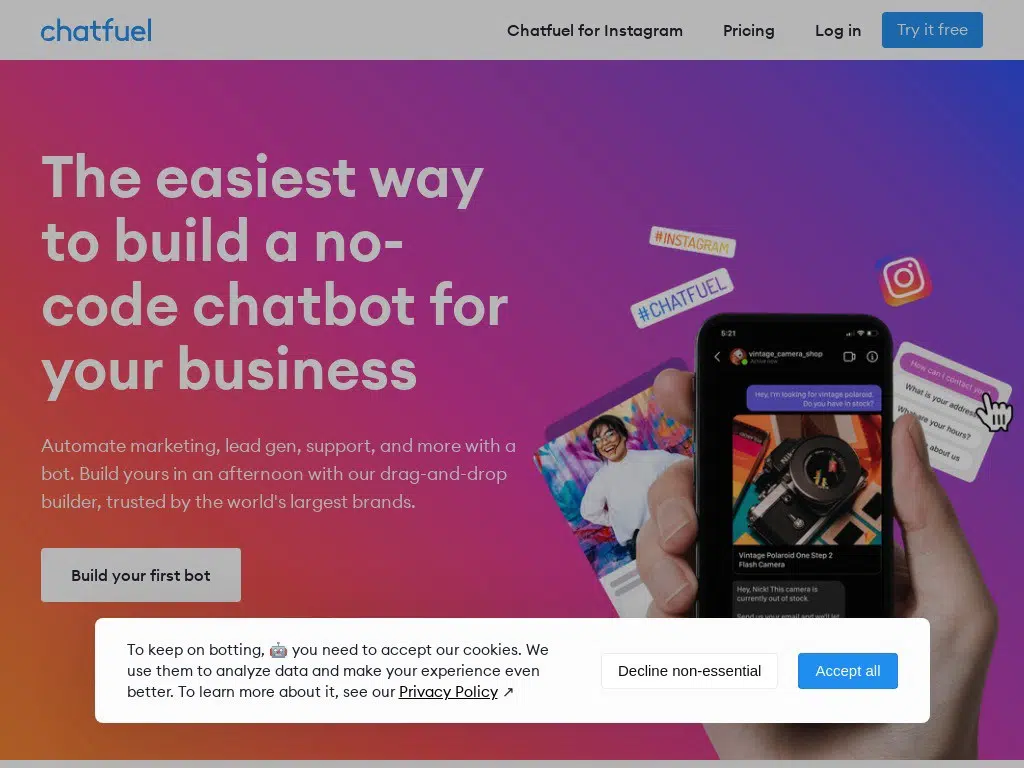 chatfuel
Chatfuel for Instagram
Pricing
Log in
Try it free
The easiest way
to build a no-
code chatbot for
your business
Automate marketing, lead gen, support, and more with a
bot. Build yours in an afternoon with our drag-and-drop
builder, trusted by the world's largest brands.
Build your first bot
#INSTAGRAM
#CHATFUEL
5:21
vintage_camera_shop
Active now
Hey, I'm looking for vintage polaroid.
Do you have in stock?
Vintage Polaroid One Step 2
Flash Camera
Hey, Nick! This camera is
currently out of stock.
Send us your email and we'll let
How can I contact
What is your address
are your hours?
about us
To keep on botting, 🤖 you need to accept our cookies. We
use them to analyze data and make your experience even
better. To learn more about it, see our Privacy Policy ↗
Decline non-essential
Accept all